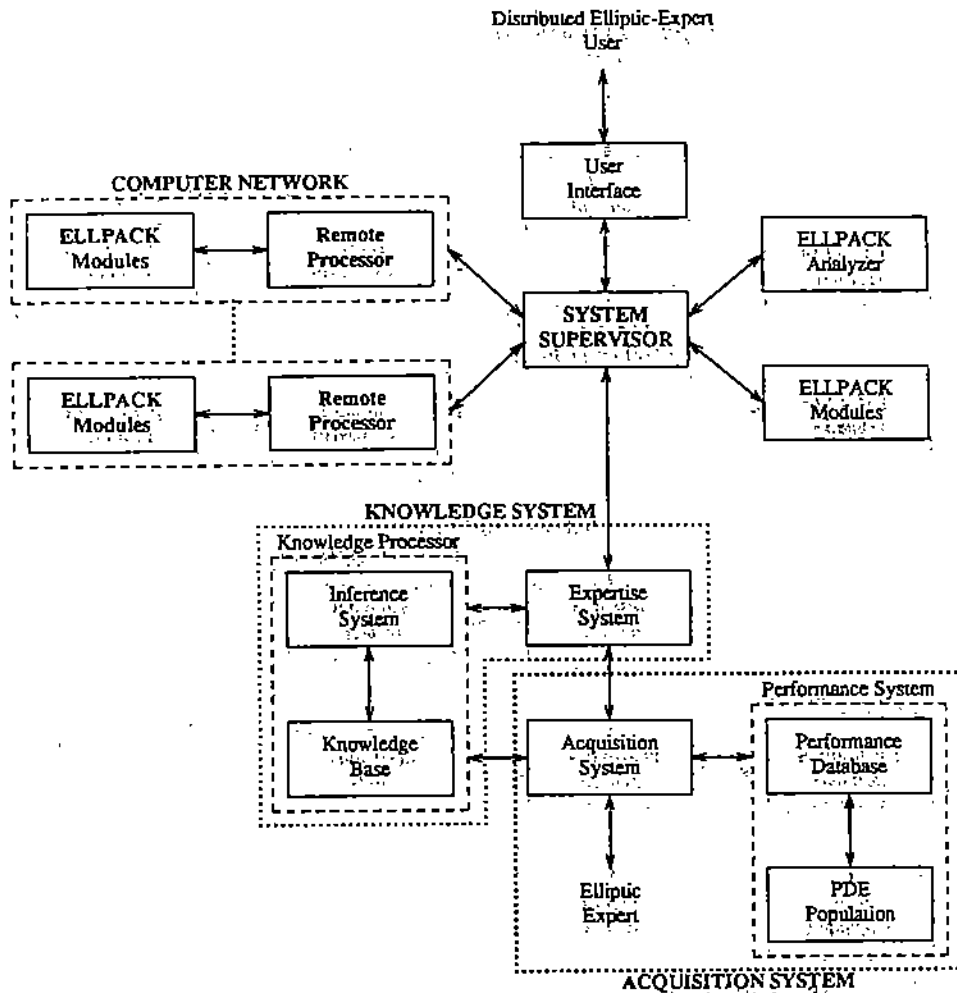 Distributed Elliptic-Expert
User
User
Interface
COMPUTER NETWORK
ELLPACK
Modules
Remote
Processor
ELLPACK
Analyzer
SYSTEM
SUPERVISOR
ELLPACK
Modules
Remote
Processor
ELLPACK
Modules
KNOWLEDGE SYSTEM
Knowledge Processor
Inference
System
Expertise
System
Performance System
Knowledge
Base
Acquisition
System
Performance
Database
Elliptic
Expert
PDE
Population
ACQUISITION SYSTEM